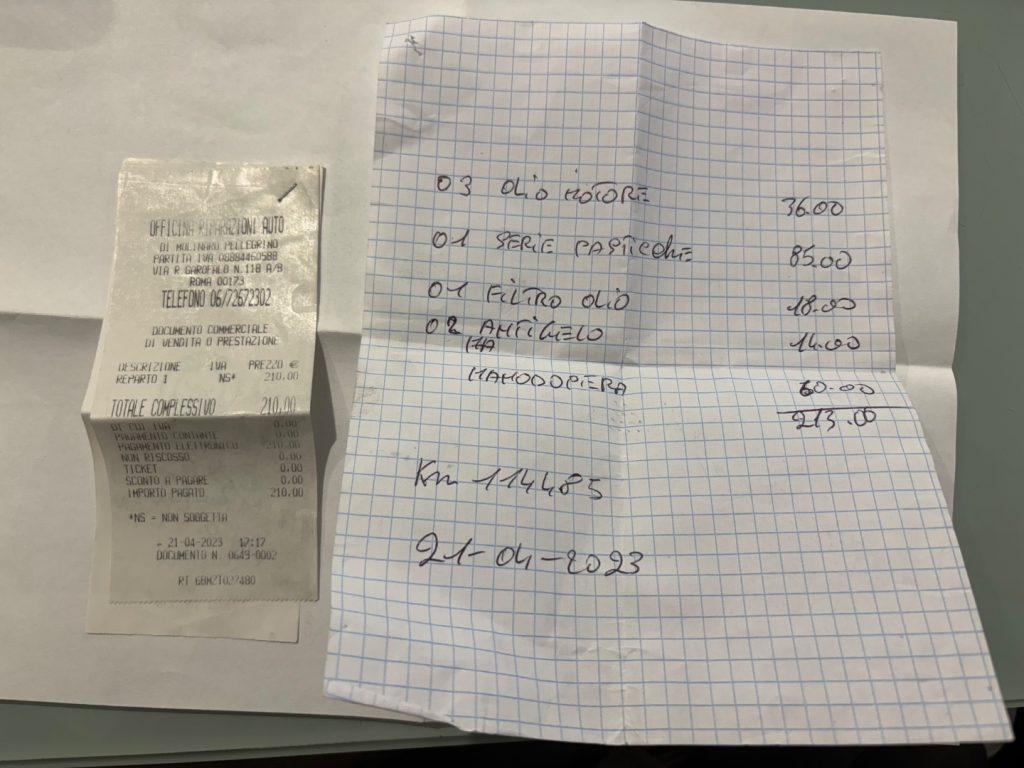 OFFICINA RIPARAZIONI AUTO
DI MOLINARO PELLEGRINO
PARTITA IVA 08884460588
VIA R GAROFALO N.118 A/B
ROMA 00173
TELEFONO 06/72672302
DOCUMENTO COMMERCIALE
DI VENDITA O PRESTAZIONE
DESCRIZIONE IVA PREZZO €
REPARTO 1 NS* 210.00
TOTALE COMPLESSIVO 210.00
DI CUI IVA 0.00
PAGAMENTO CONTANTE 0.00
PAGAMENTO ELETTRONICO 210.00
NON RISCOSSO 0.00
TICKET 0.00
SCONTO A PAGARE 0.00
IMPORTO PAGATO 210.00
*NS = NON SOGGETTA
21-04-2023 17:17
DOCUMENTO N. 0649-0002
03 OLIO MOTORE 36.00
01 SERIE PASTICCHE 85.00
01 FILTRO OLIO 18.00
02 ANTIGELO 14.00
MANODOPERA 60.00
213.00
Km 114485
21-04-2023